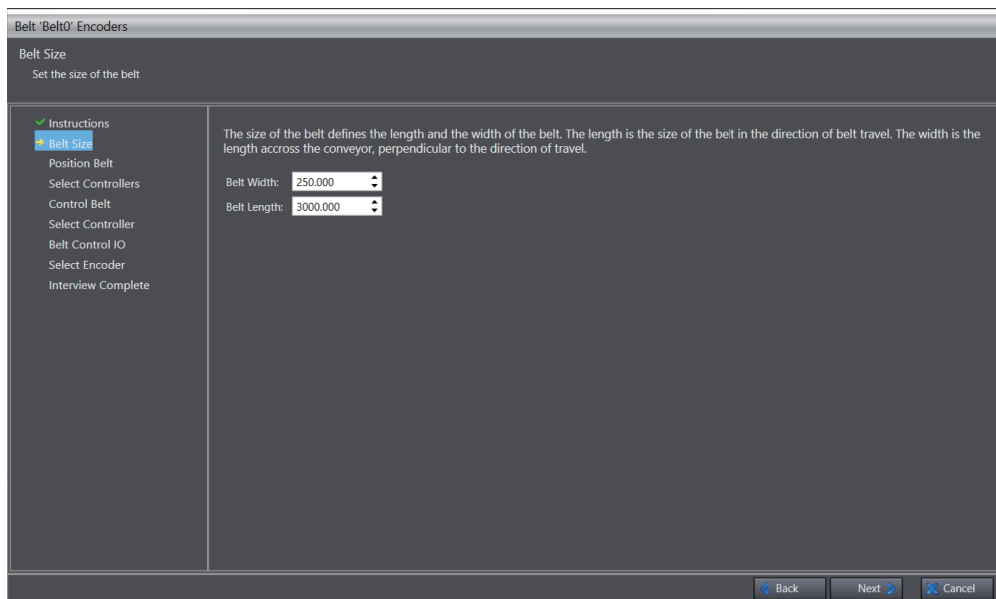 Belt 'Belt0' Encoders
Belt Size
Set the size of the belt
Instructions
Belt Size
Position Belt
Select Controllers
Control Belt
Select Controller
Belt Control IO
Select Encoder
Interview Complete
The size of the belt defines the length and the width of the belt. The length is the size of the belt in the direction of belt travel. The width is the
length accross the conveyor, perpendicular to the direction of travel.
Belt Width: 250.000
Belt Length: 3000.000
Back Next Cancel